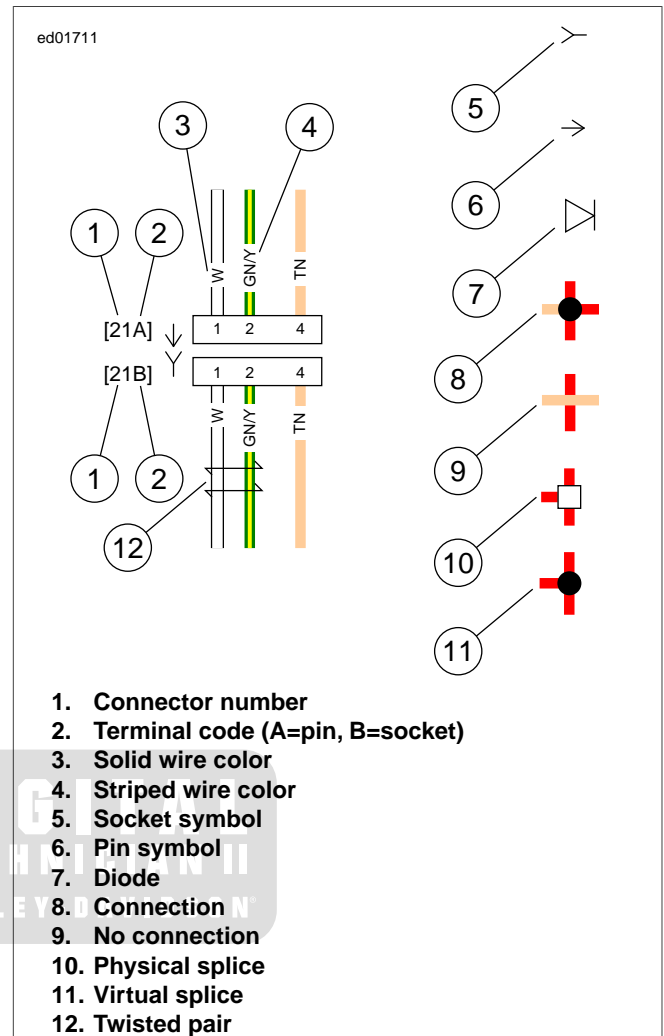 ed01711
3
4
5
6
7
8
9
10
11
1
2
[21A]
[21B]
1
2
12
W
GN/Y
TN
1 2 4
1 2 4
W
GN/Y
TN
1. Connector number
2. Terminal code (A=pin, B=socket)
3. Solid wire color
4. Striped wire color
5. Socket symbol
6. Pin symbol
7. Diode
8. Connection
9. No connection
10. Physical splice
11. Virtual splice
12. Twisted pair